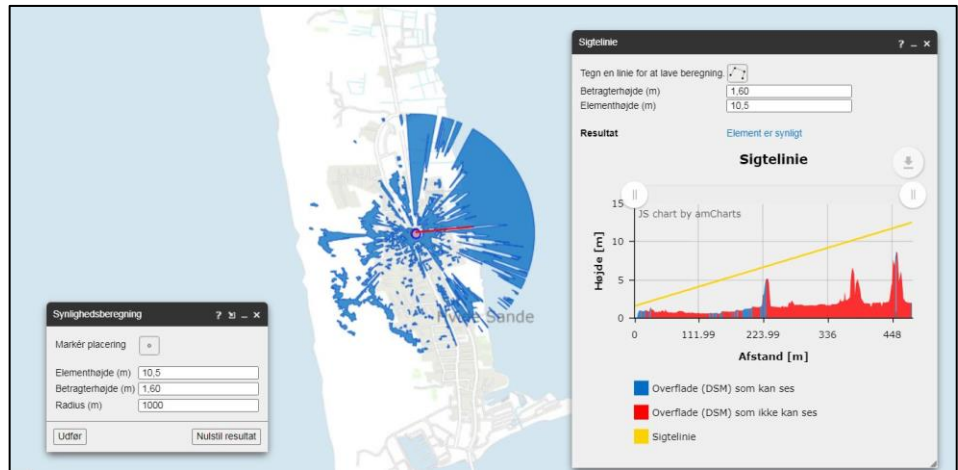 Sigtelinie
? _ ×
Tegn en linie for at lave beregning.
Betragterhøjde (m) 1,60
Elementhøjde (m) 10,5
Resultat Element er synligt
Sigtelinie
JS chart by amCharts
15
10
5
0
Højde [m]
0 111.99 223.99 336 448
Afstand [m]
Overflade (DSM) som kan ses
Overflade (DSM) som ikke kan ses
Sigtelinie
Sande
Synlighedsberegning
? _ ×
Markér placering
Elementhøjde (m) 10,5
Betragterhøjde (m) 1,60
Radius (m) 1000
Udfør Nulstil resultat